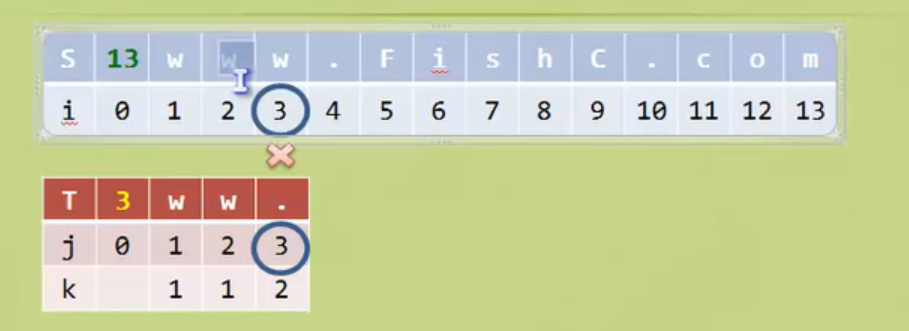 S 13 w w w . F i s h C . c o m
i 0 1 2 3 4 5 6 7 8 9 10 11 12 13
T 3 w w .
j 0 1 2 3
k 1 1 2